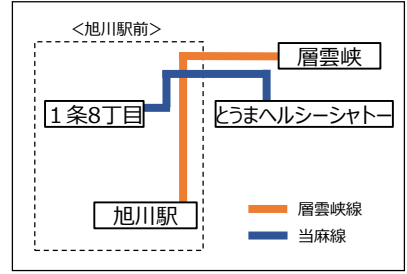 ＜旭川駅前＞
層雲峡
１条8丁目
とうまヘルシーシャトー
旭川駅
層雲峡線
当麻線